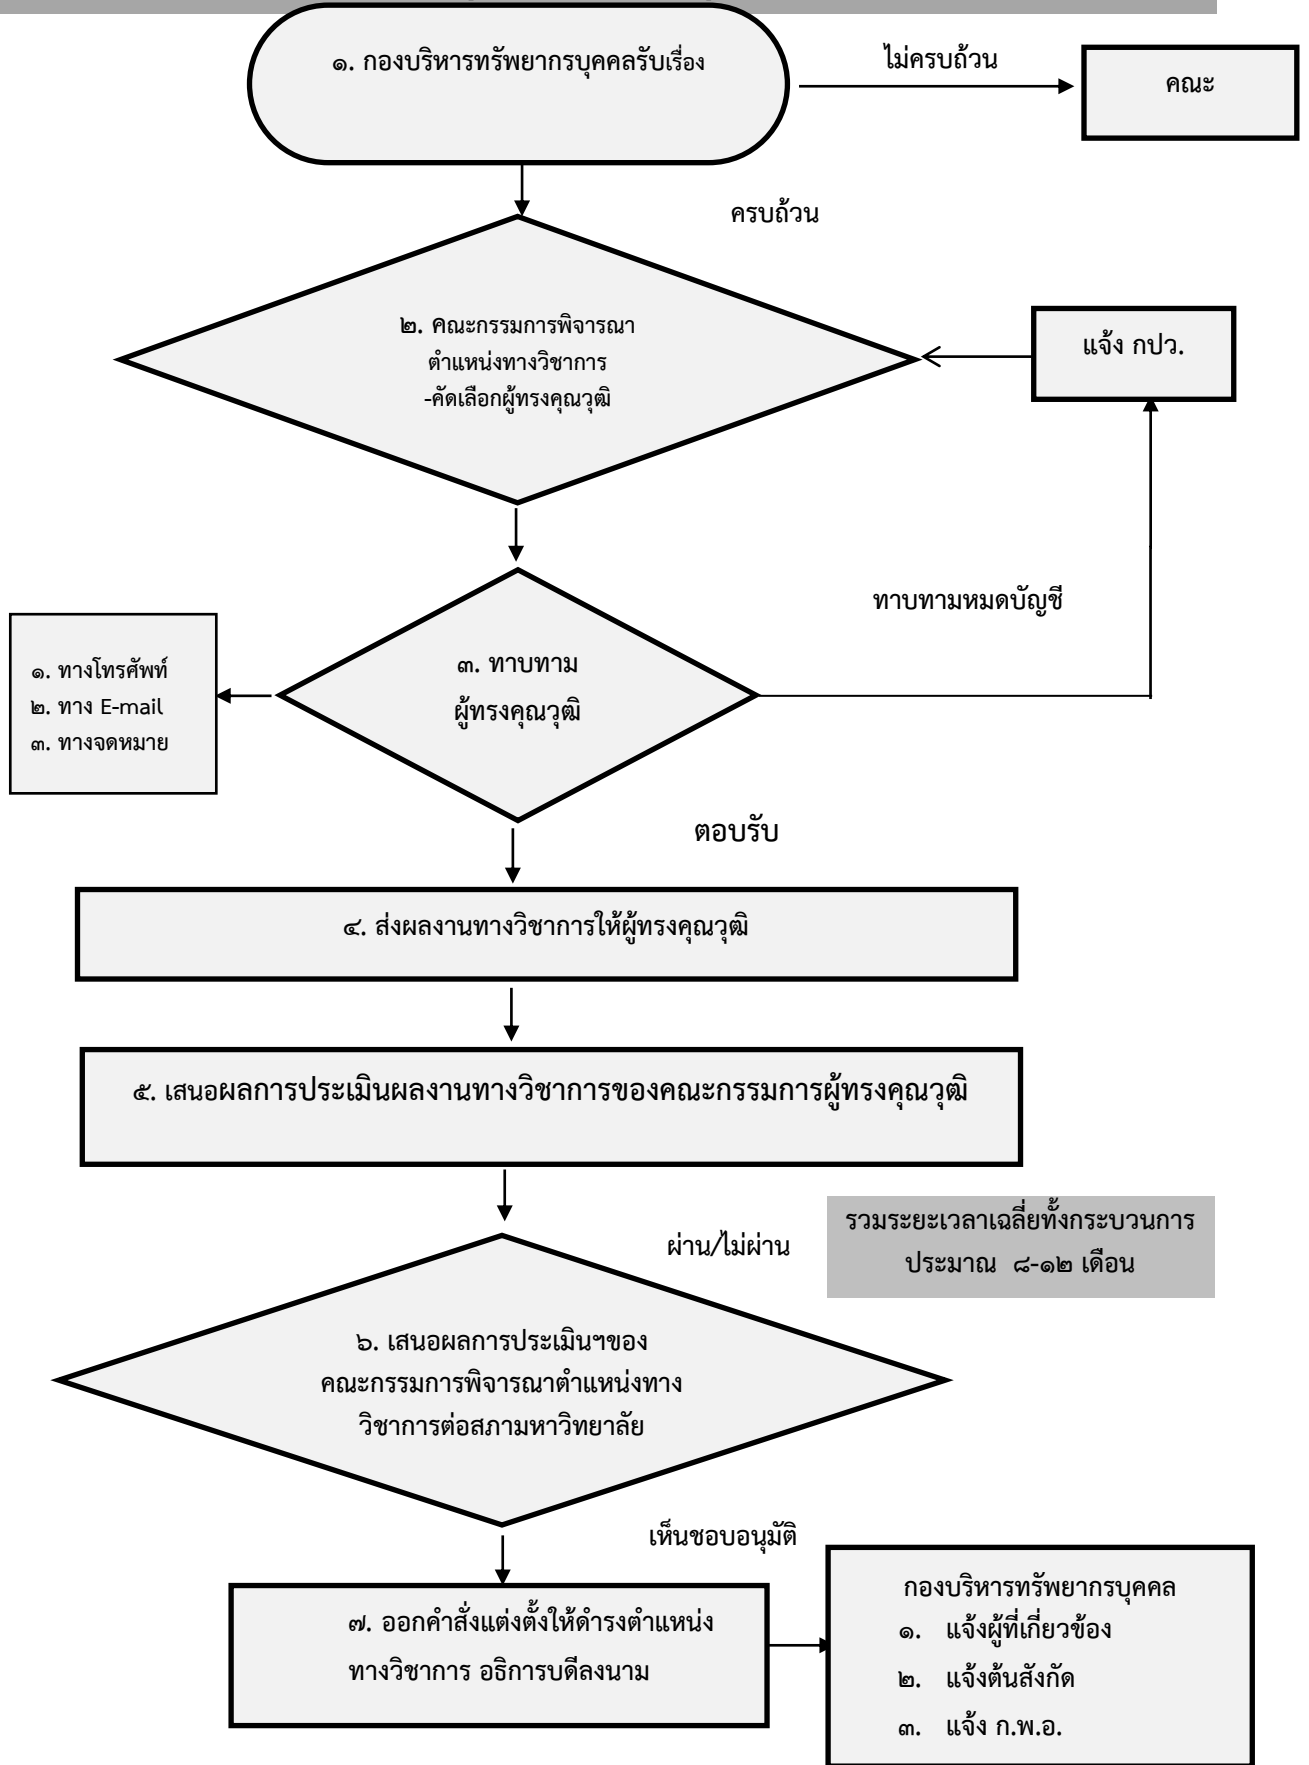 ๑. กองบริหารทรัพยากรบุคคลรับเรื่อง
ไม่ครบถ้วน
คณะ
ครบถ้วน
๒. คณะกรรมการพิจารณา
ตำแหน่งทางวิชาการ
-คัดเลือกผู้ทรงคุณวุฒิ
แจ้ง กปว.
ทาบทามหมดบัญชี
๓. ทาบทาม
ผู้ทรงคุณวุฒิ
๑. ทางโทรศัพท์
๒. ทาง E-mail
๓. ทางจดหมาย
ตอบรับ
๔. ส่งผลงานทางวิชาการให้ผู้ทรงคุณวุฒิ
๕. เสนอผลการประเมินผลงานทางวิชาการของคณะกรรมการผู้ทรงคุณวุฒิ
รวมระยะเวลาเฉลี่ยทั้งกระบวนการ
ประมาณ ๘-๑๒ เดือน
ผ่าน/ไม่ผ่าน
๖. เสนอผลการประเมินฯของ
คณะกรรมการพิจารณาตำแหน่งทาง
วิชาการต่อสภามหาวิทยาลัย
เห็นชอบอนุมัติ
๗. ออกคำสั่งแต่งตั้งให้ดำรงตำแหน่ง
ทางวิชาการ อธิการบดีลงนาม
กองบริหารทรัพยากรบุคคล
๑. แจ้งผู้ที่เกี่ยวข้อง
๒. แจ้งต้นสังกัด
๓. แจ้ง ก.พ.อ.